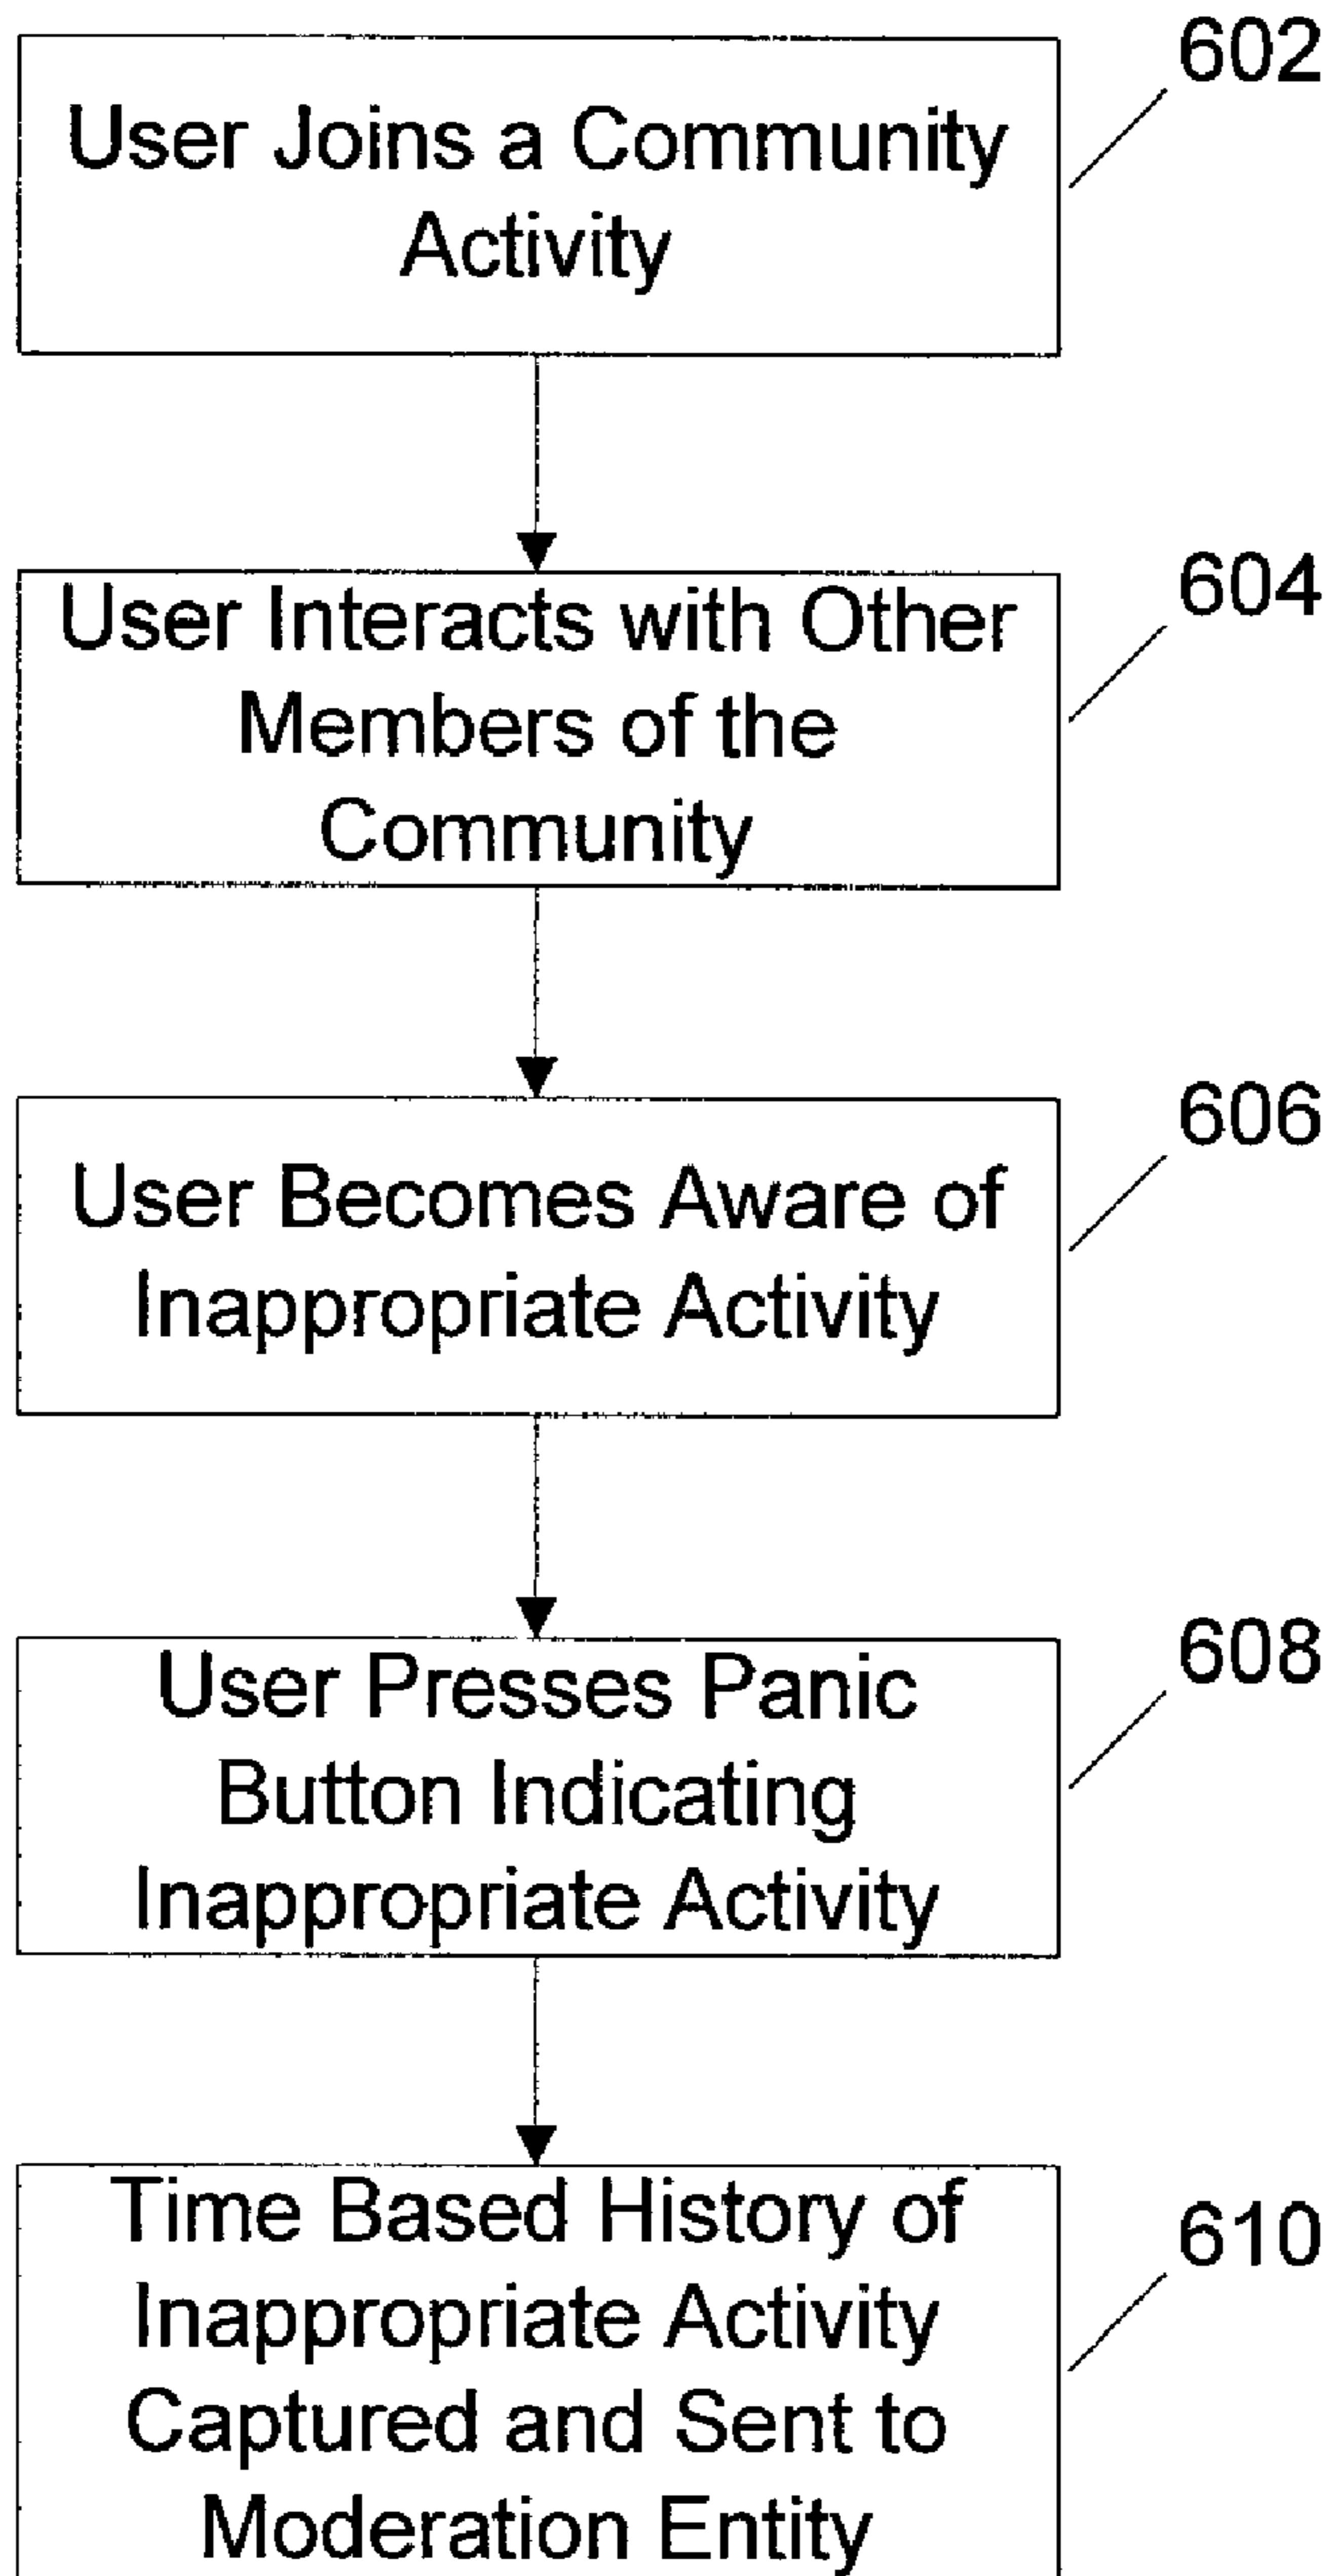 602
User Joins a Community
Activity
604
User Interacts with Other
Members of the
Community
606
User Becomes Aware of
Inappropriate Activity
608
User Presses Panic
Button Indicating
Inappropriate Activity
610
Time Based History of
Inappropriate Activity
Captured and Sent to
Moderation Entity